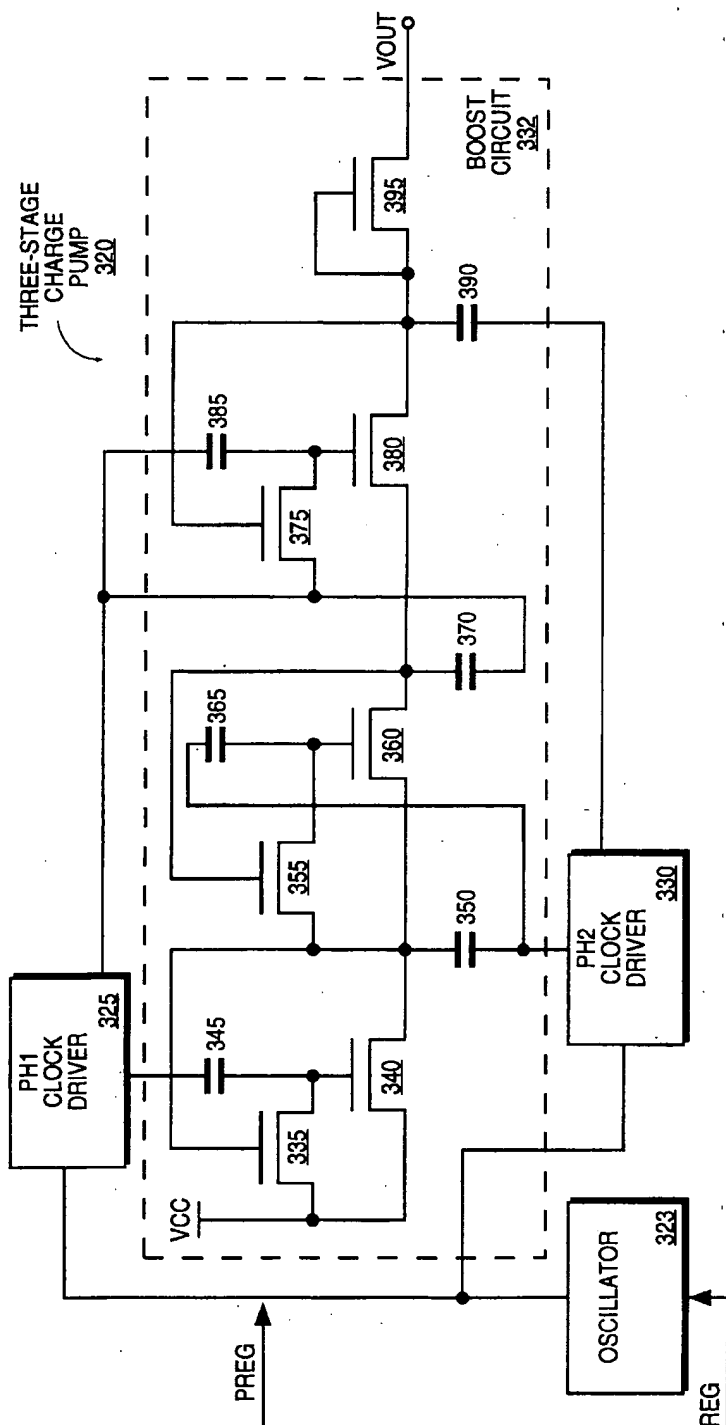 THREE-STAGE
CHARGE
PUMP
320
PH1
CLOCK
DRIVER
325
VCC
335
345
340
355
365
360
350
370
375
385
380
390
395
VOUT
BOOST
CIRCUIT
332
PREG
OSCILLATOR
323
PH2
CLOCK
DRIVER
330
REG